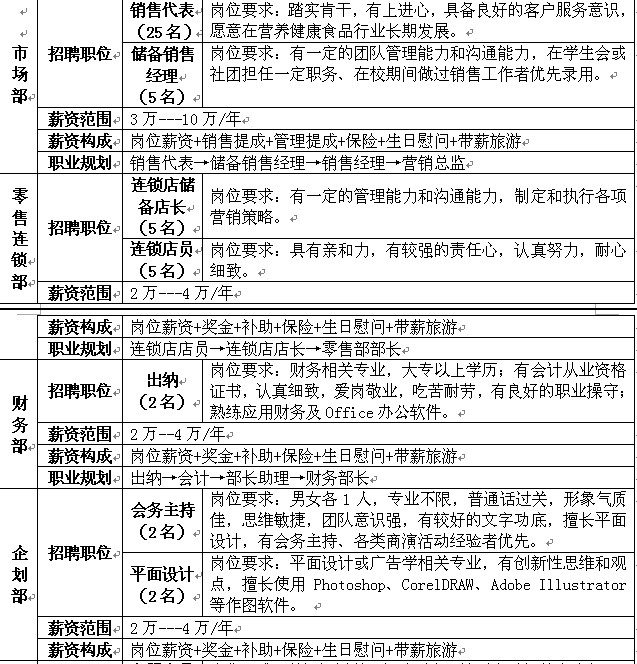 市场部
招聘职位
销售代表
（25名）
岗位要求：踏实肯干，有上进心，具备良好的客户服务意识，
愿意在营养健康食品行业长期发展。
储备销售
经理
（5名）
岗位要求：有一定的团队管理能力和沟通能力，在学生会或
社团担任一定职务、在校期间做过销售工作者优先录用。
薪资范围 3万---10万/年
薪资构成 岗位薪资+销售提成+管理提成+保险+生日慰问+带薪旅游
职业规划 销售代表→储备销售经理→销售经理→营销总监
零售连锁部
招聘职位
连锁店储
备店长
（5名）
岗位要求：有一定的管理能力和沟通能力，制定和执行各项
营销策略。
连锁店员
（5名）
岗位要求：具有亲和力，有较强的责任心，认真努力，耐心
细致。
薪资范围 2万---4万/年
薪资构成 岗位薪资+奖金+补助+保险+生日慰问+带薪旅游
职业规划 连锁店店员→连锁店店长→零售部部长
财务部
招聘职位
出纳
（2名）
岗位要求：财务相关专业，大专以上学历；有会计从业资格
证书，认真细致，爱岗敬业，吃苦耐劳，有良好的职业操守；
熟练应用财务及Office办公软件。
薪资范围 2万--4万/年
薪资构成 岗位薪资+奖金+补助+保险+生日慰问+带薪旅游
职业规划 出纳→会计→部长助理→财务部长
企划部
招聘职位
会务主持
（2名）
岗位要求：男女各1人，专业不限，普通话过关，形象气质
佳，思维敏捷，团队意识强，有较好的文字功底，擅长平面
设计，有会务主持、各类商演活动经验者优先。
平面设计
（2名）
岗位要求：平面设计或广告学相关专业，有创新性思维和观
点，擅长使用 Photoshop、CorelDRAW、Adobe Illustrator
等作图软件。
薪资范围 2万---4万/年
薪资构成 岗位薪资+奖金+补助+保险+生日慰问+带薪旅游